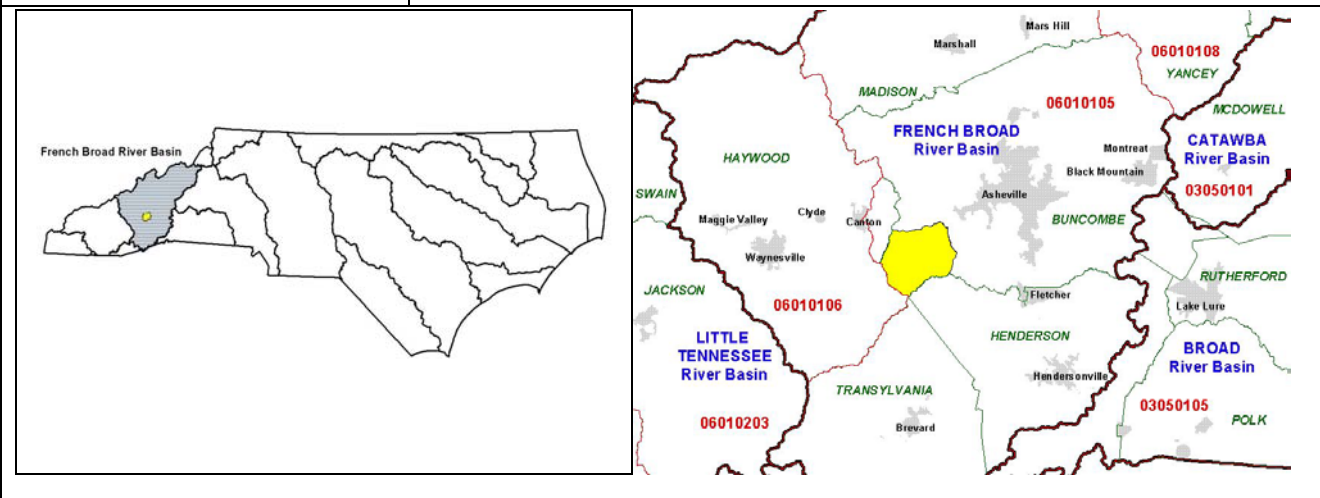 French Broad River Basin
Mars Hill
Marshall
06010108
YANCEY
MADISON
06010105
MCDOWELL
FRENCH BROAD
River Basin
CATAWBA
River Basin
Montreat
HAYWOOD
Black Mountain
03050101
SWAIN
Asheville
Maggie Valley
Clyde
Canton
BUNCOMBE
Waynesville
RUTHERFORD
JACKSON
Fletcher
Lake Lure
06010106
LITTLE
TENNESSEE
River Basin
HENDERSON
BROAD
River Basin
Hendersonville
TRANSYLVANIA
03050105
06010203
Brevard
POLK